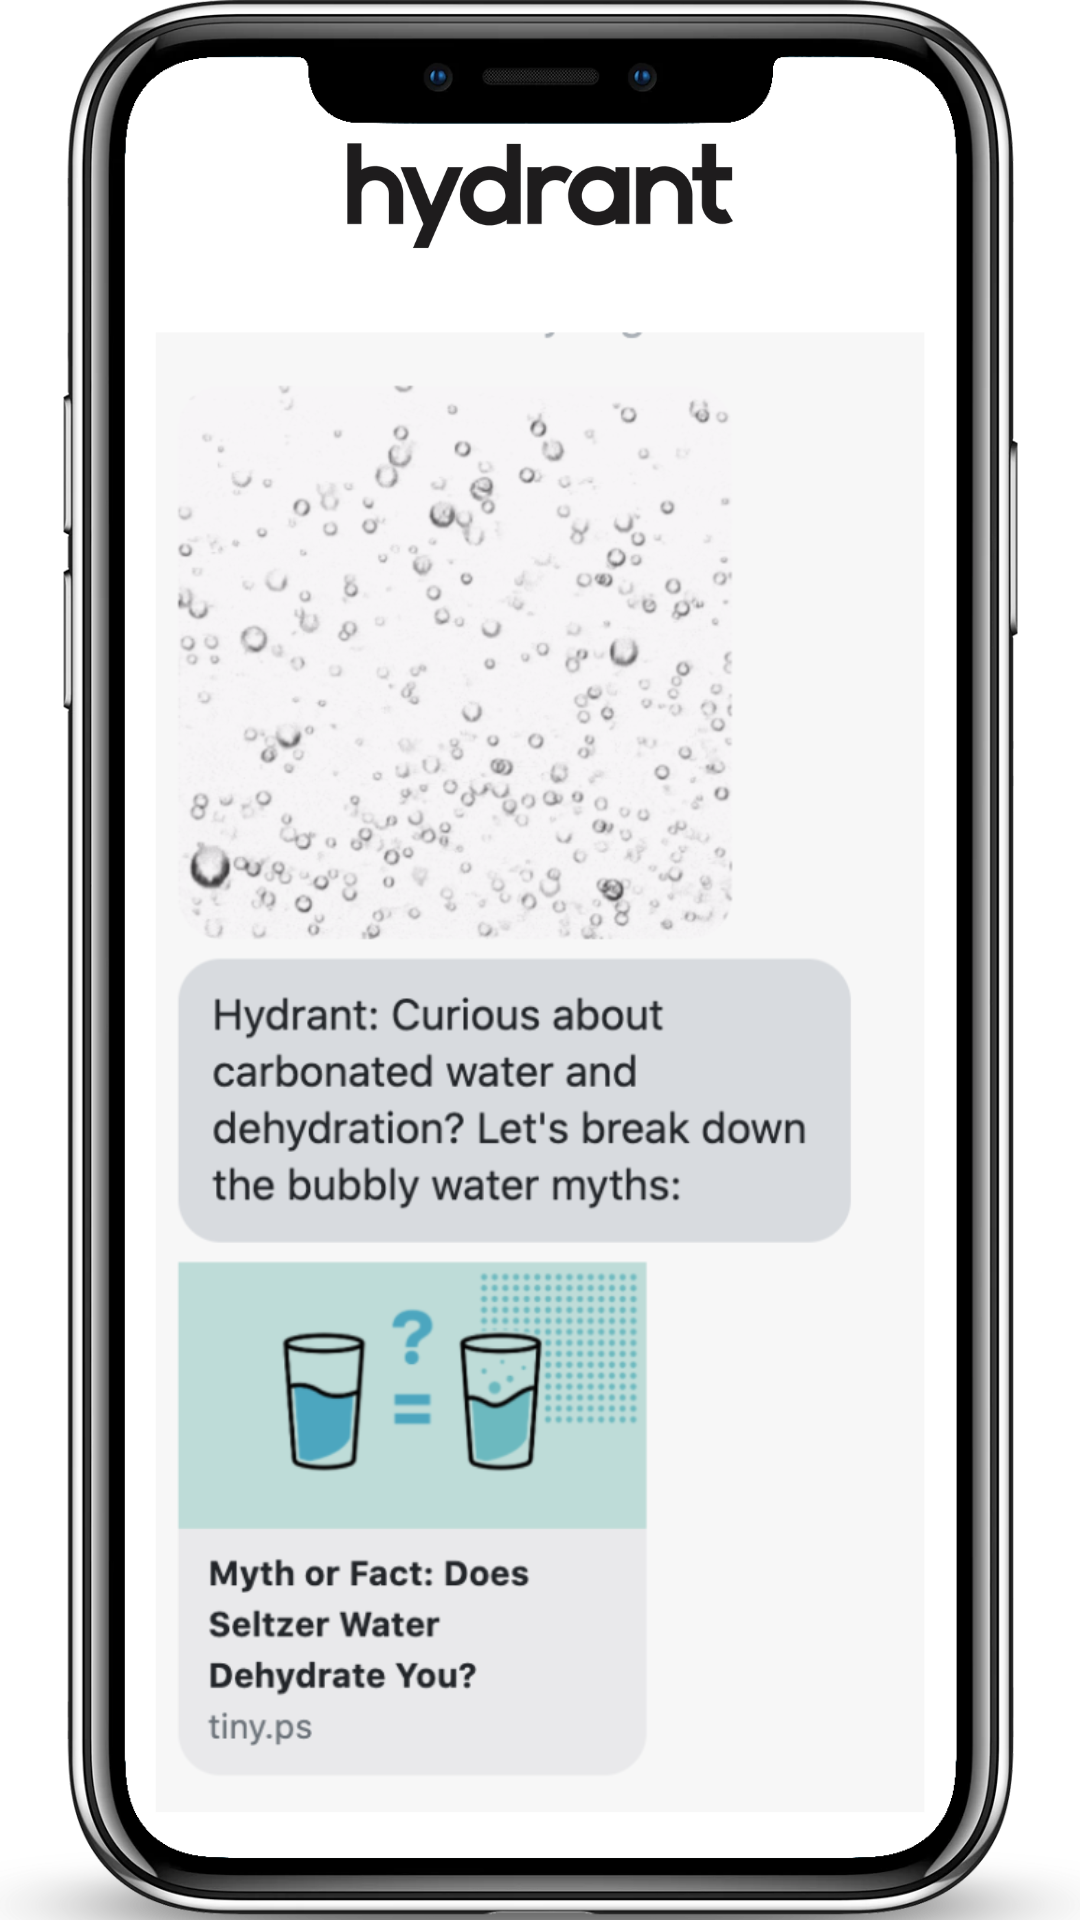 hydrant
Hydrant: Curious about
carbonated water and
dehydration? Let's break down
the bubbly water myths:
? =
Myth or Fact: Does
Seltzer Water
Dehydrate You?
tiny.ps